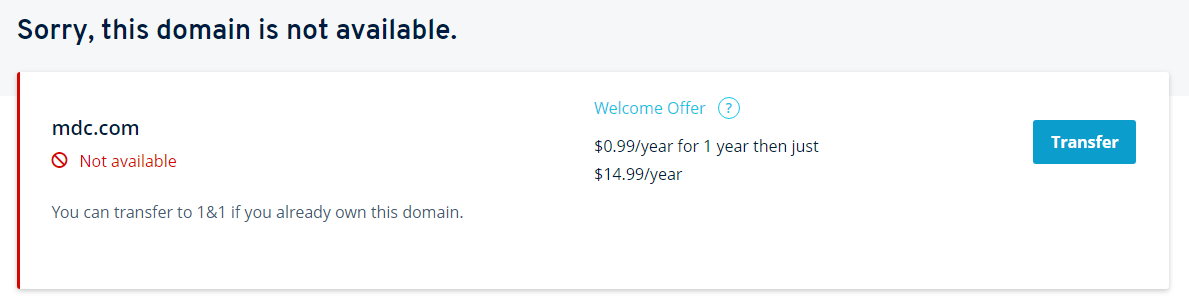 Sorry, this domain is not available.
mdc.com
Not available
You can transfer to 1&1 if you already own this domain.
Welcome Offer ?
$0.99/year for 1 year then just
$14.99/year
Transfer